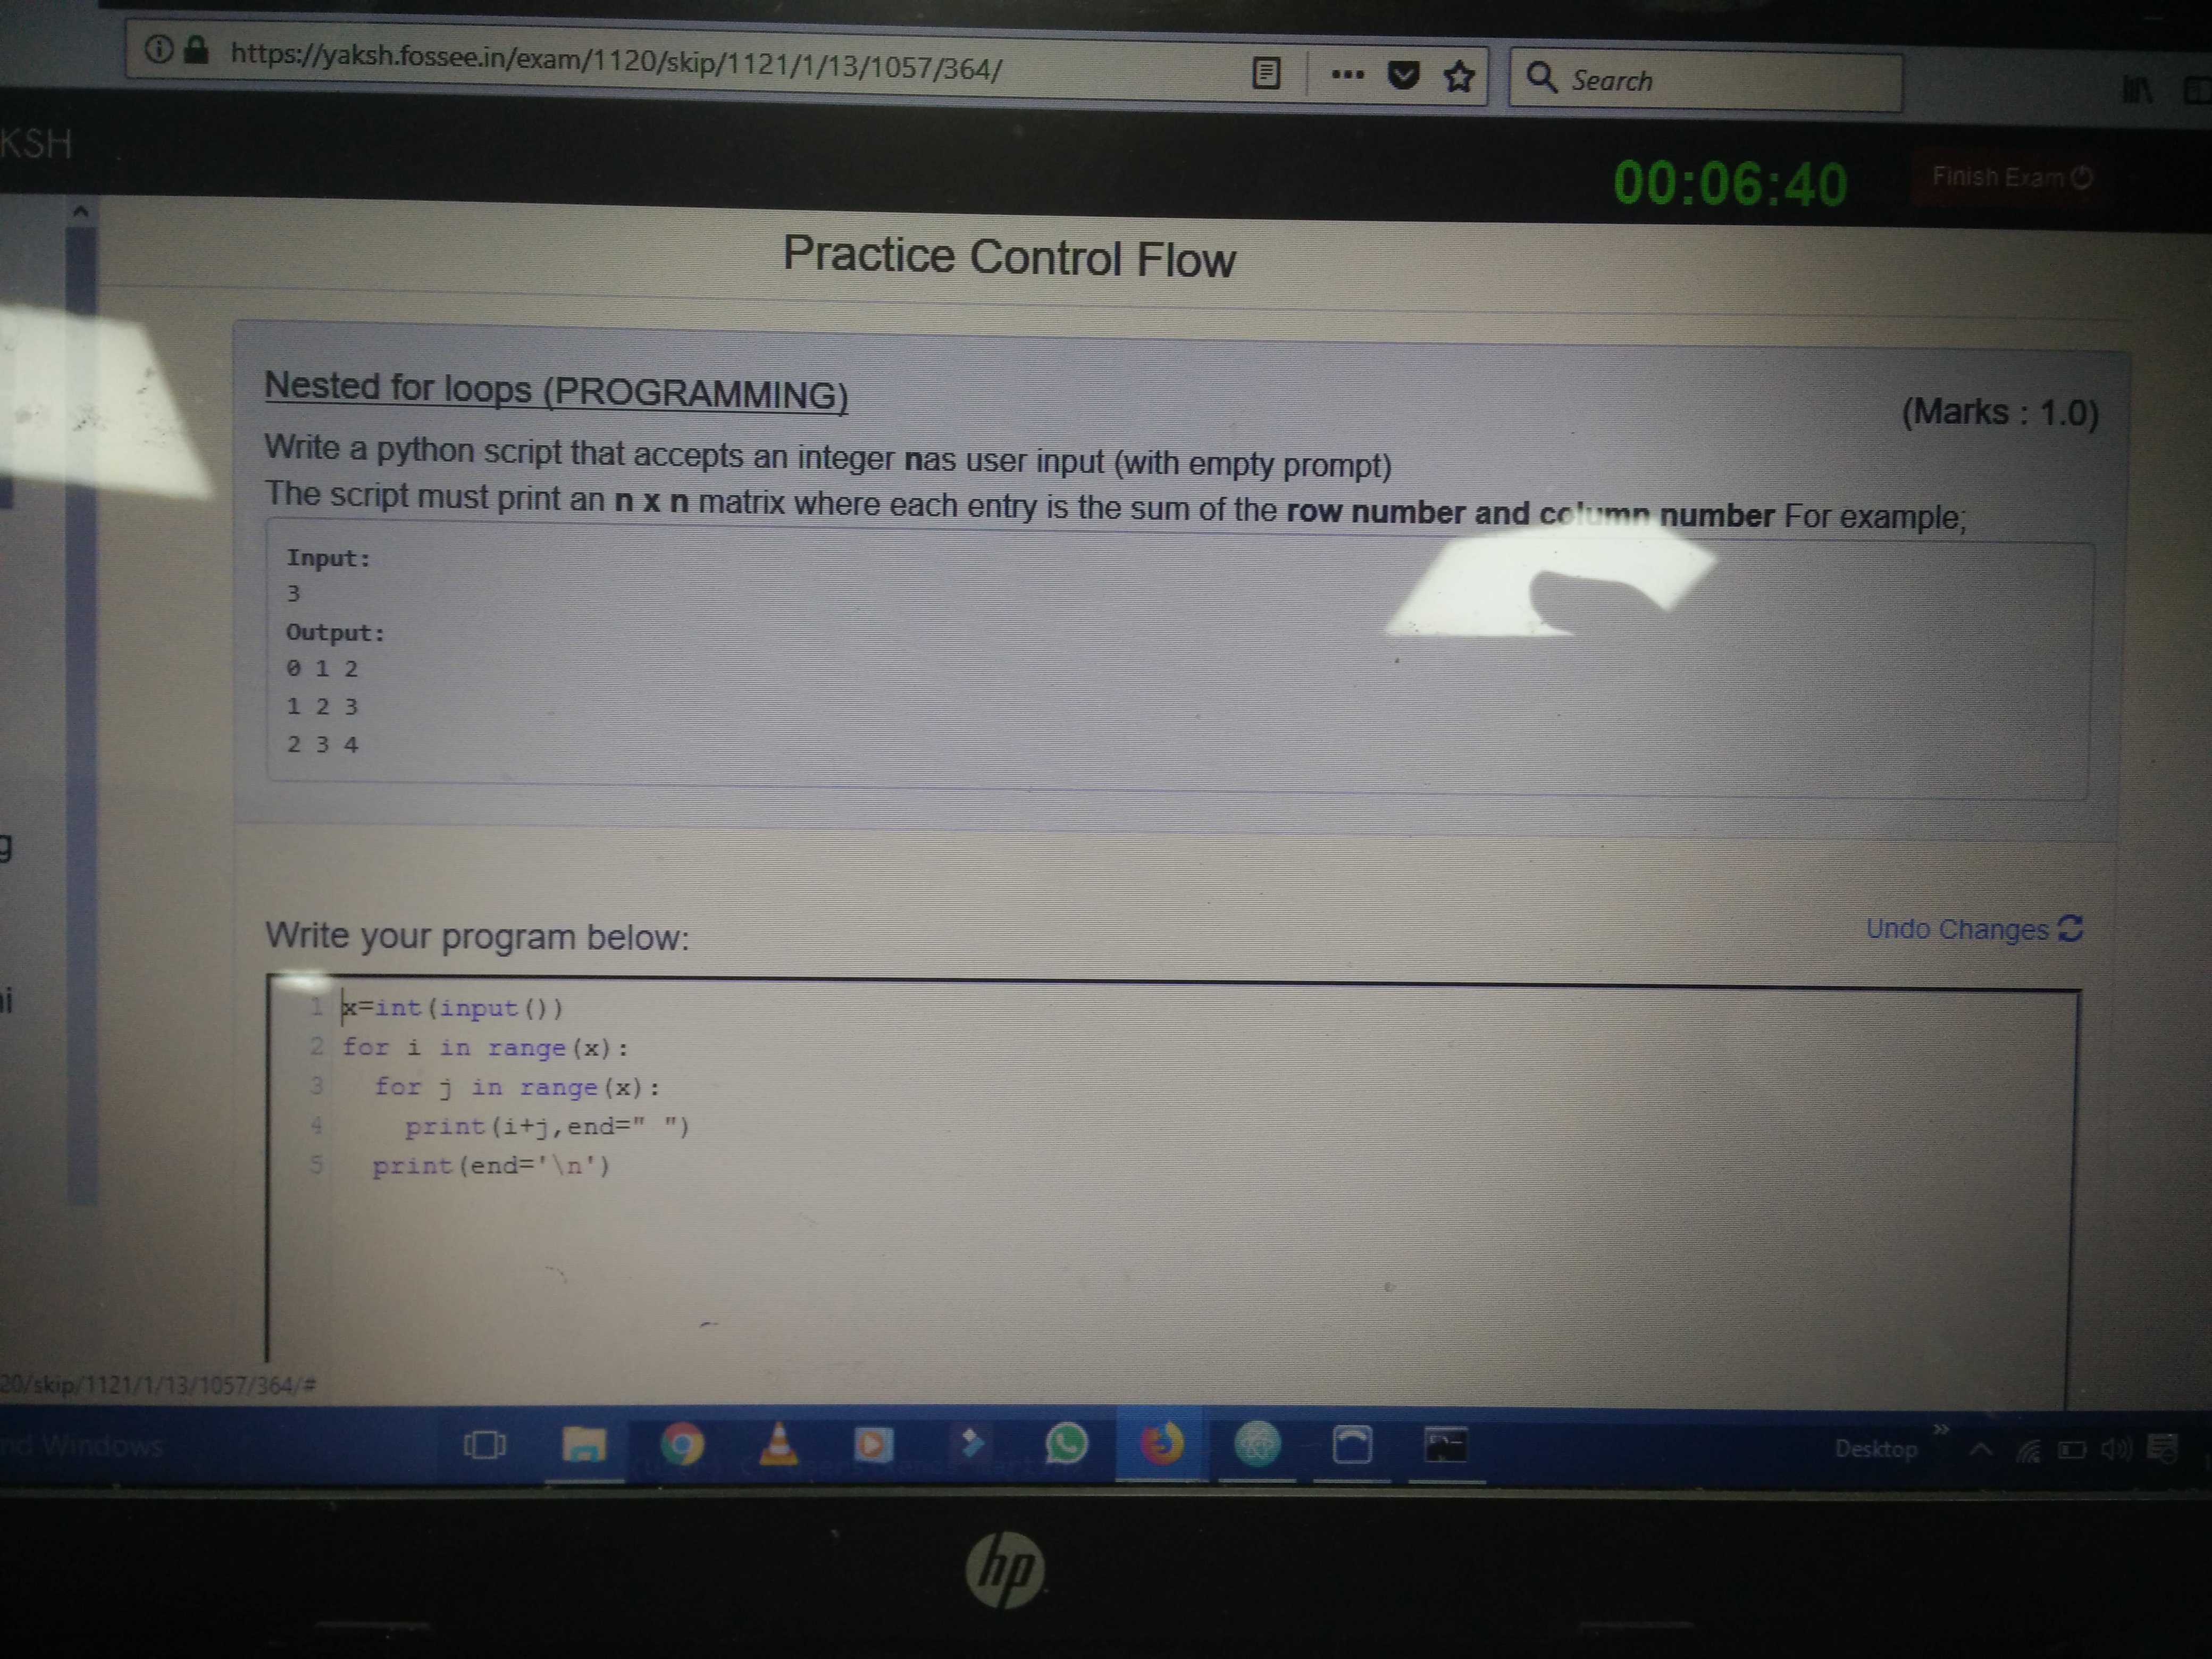 https://yaksh.fossee.in/exam/1120/skip/1121/1/13/1057/364/
Search
KSH
00:06:40
Finish Exam
Practice Control Flow
Nested for loops (PROGRAMMING)
(Marks : 1.0)
Write a python script that accepts an integer nas user input (with empty prompt)
The script must print an n x n matrix where each entry is the sum of the row number and column number For example;
Input:
3
Output:
0 1 2
1 2 3
2 3 4
g
Write your program below:
Undo Changes
ni
1 x=int(input())
2 for i in range(x):
3 for j in range(x):
4 print(i+j,end=" ")
5 print(end='\n')
20/skip/1121/1/13/1057/364/#
nd Windows
Desktop
hp